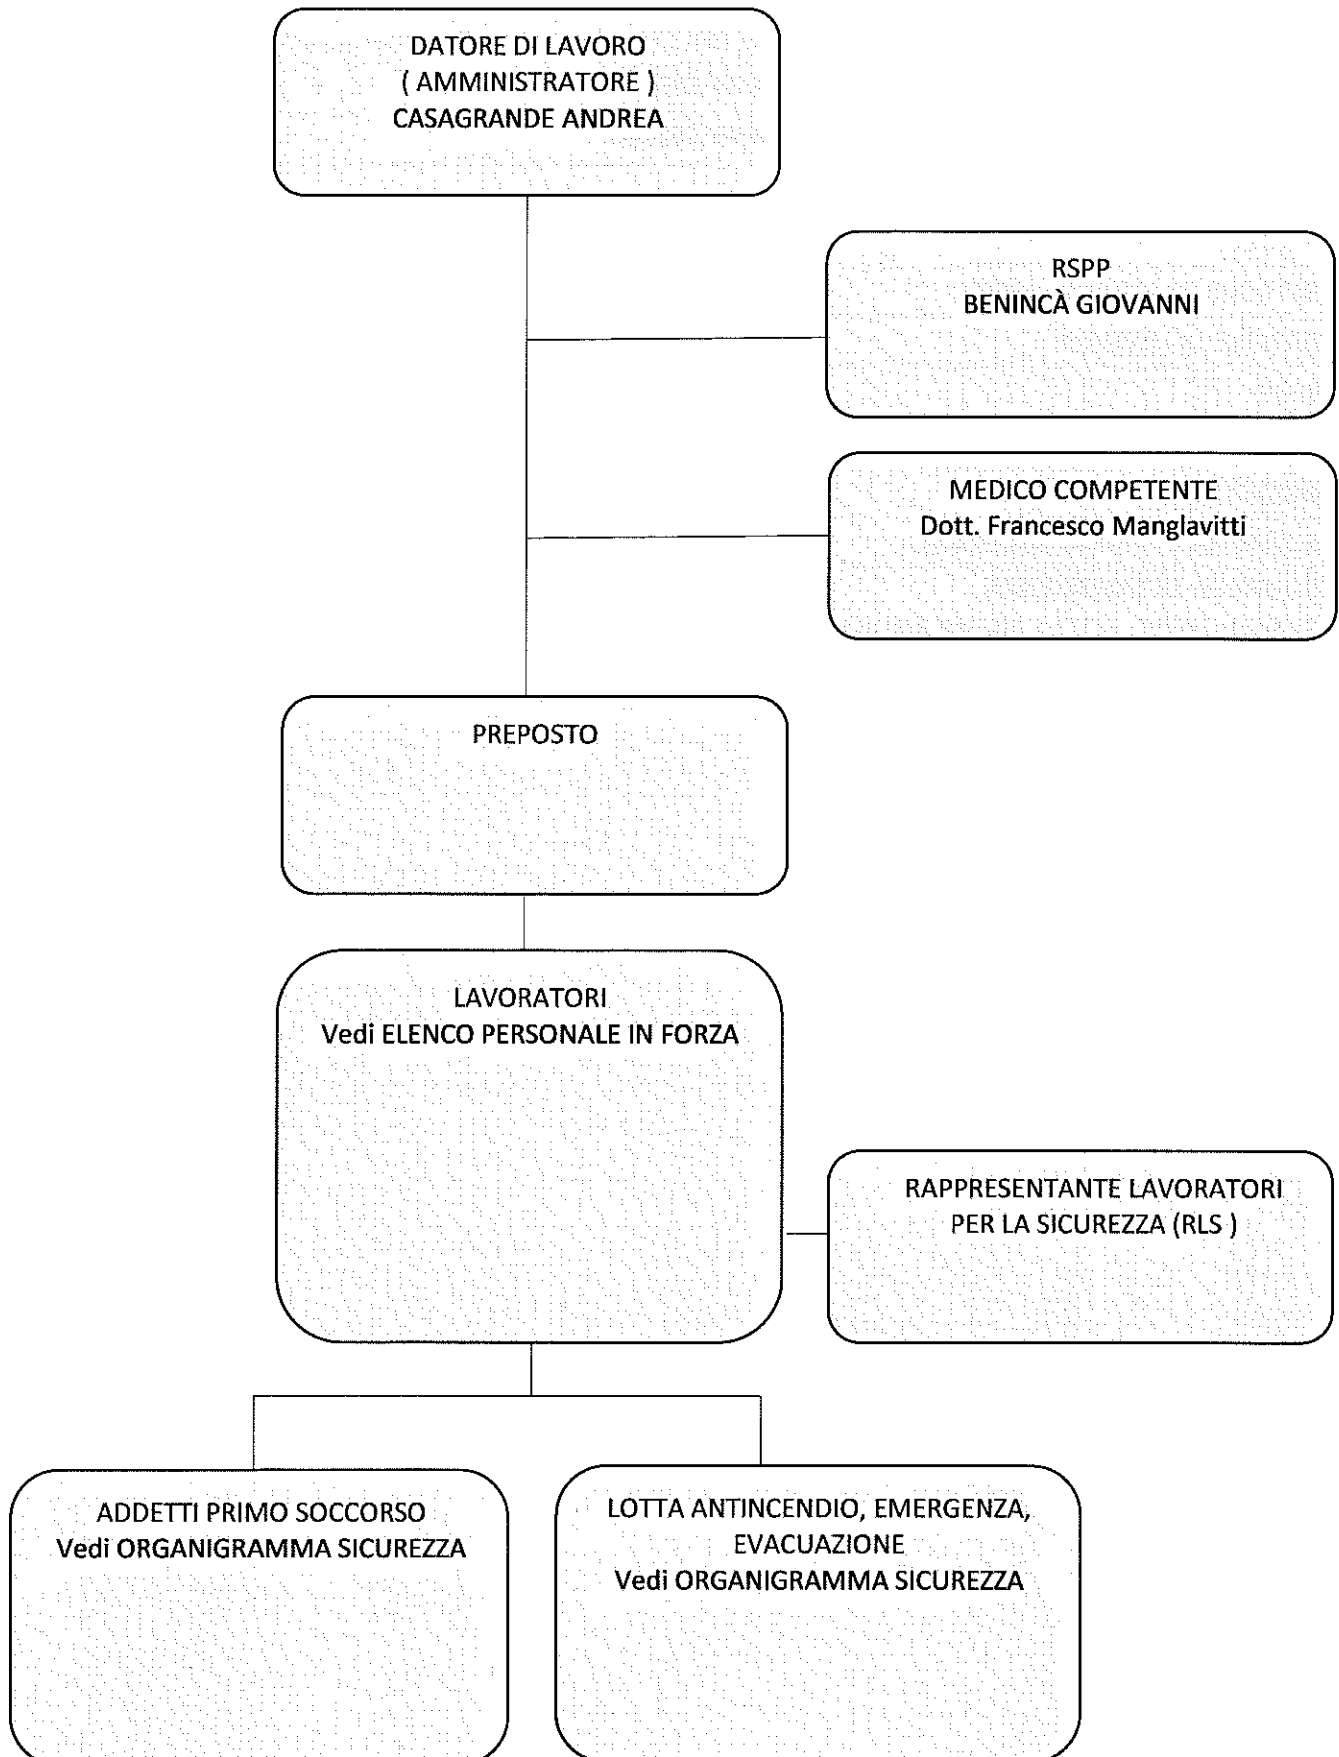 DATORE DI LAVORO
( AMMINISTRATORE )
CASAGRANDE ANDREA
RSPP
BENINCÀ GIOVANNI
MEDICO COMPETENTE
Dott. Francesco Manglavitti
PREPOSTO
LAVORATORI
Vedi ELENCO PERSONALE IN FORZA
RAPPRESENTANTE LAVORATORI
PER LA SICUREZZA (RLS )
ADDETTI PRIMO SOCCORSO
Vedi ORGANIGRAMMA SICUREZZA
LOTTA ANTINCENDIO, EMERGENZA,
EVACUAZIONE
Vedi ORGANIGRAMMA SICUREZZA